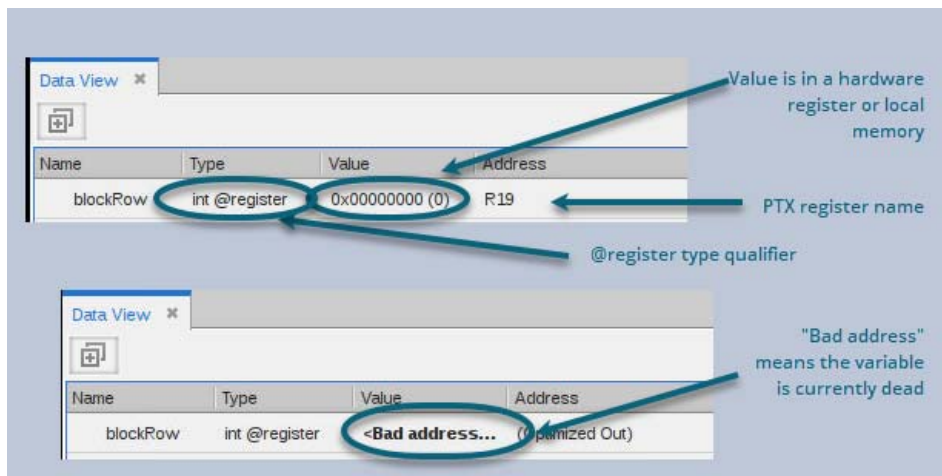 Data View ×
Name Type Value Address
blockRow int @register 0x00000000 (0) R19
Value is in a hardware
register or local
memory
PTX register name
@register type qualifier
Data View ×
Name Type Value Address
blockRow int @register <Bad address... (Optimized Out)
"Bad address"
means the variable
is currently dead